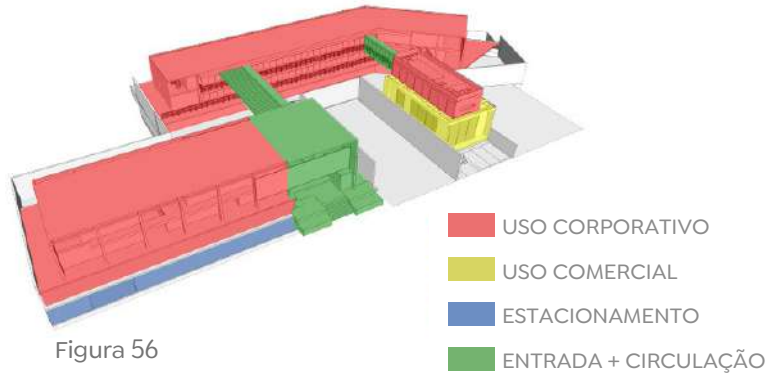 USO CORPORATIVO
USO COMERCIAL
ESTACIONAMENTO
Figura 56
ENTRADA + CIRCULAÇÃO